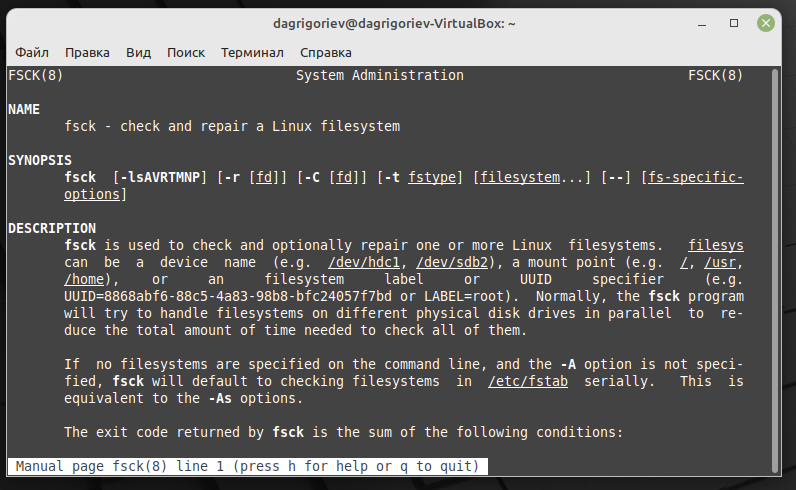 dagrigoriev@dagrigoriev-VirtualBox: ~
Файл Правка Вид Поиск Терминал Справка
FSCK(8) System Administration FSCK(8)
NAME
fsck - check and repair a Linux filesystem
SYNOPSIS
fsck [-lsAVRTMNP] [-r [fd]] [-C [fd]] [-t fstype] [filesystem...] [--] [fs-specific-
options]
DESCRIPTION
fsck is used to check and optionally repair one or more Linux filesystems. filesys
can be a device name (e.g. /dev/hdc1, /dev/sdb2), a mount point (e.g. /, /usr,
/home), or an filesystem label or UUID specifier (e.g.
UUID=8868abf6-88c5-4a83-98b8-bfc24057f7bd or LABEL=root). Normally, the fsck program
will try to handle filesystems on different physical disk drives in parallel to re-
duce the total amount of time needed to check all of them.
If no filesystems are specified on the command line, and the -A option is not speci-
fied, fsck will default to checking filesystems in /etc/fstab serially. This is
equivalent to the -As options.
The exit code returned by fsck is the sum of the following conditions:
Manual page fsck(8) line 1 (press h for help or q to quit)